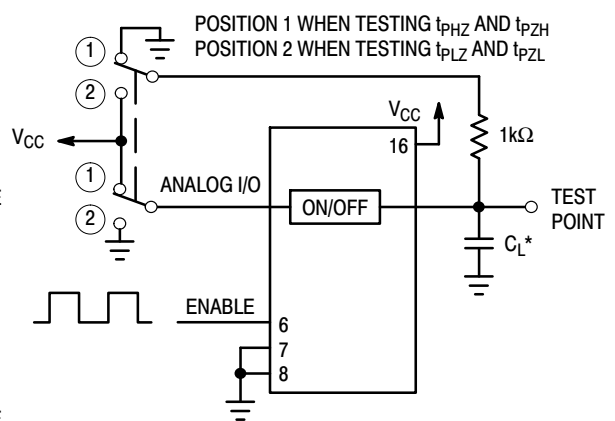 POSITION 1 WHEN TESTING tPHZ AND tPZH
POSITION 2 WHEN TESTING tPLZ AND tPZL
1
2
VCC
1
2
ANALOG I/O
VCC
16
1kΩ
ON/OFF
TEST
POINT
CL*
ENABLE
6
7
8